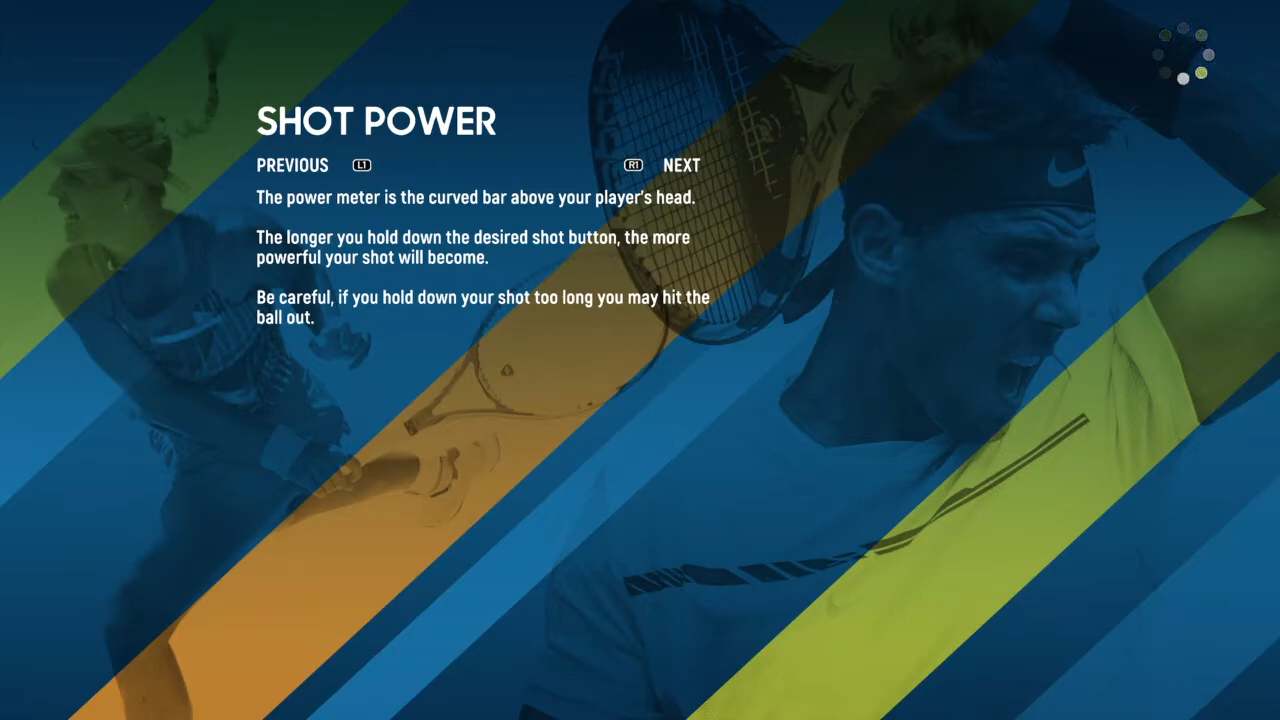 SHOT POWER
PREVIOUS L1 R1 NEXT
The power meter is the curved bar above your player's head.
The longer you hold down the desired shot button, the more
powerful your shot will become.
Be careful, if you hold down your shot too long you may hit the
ball out.